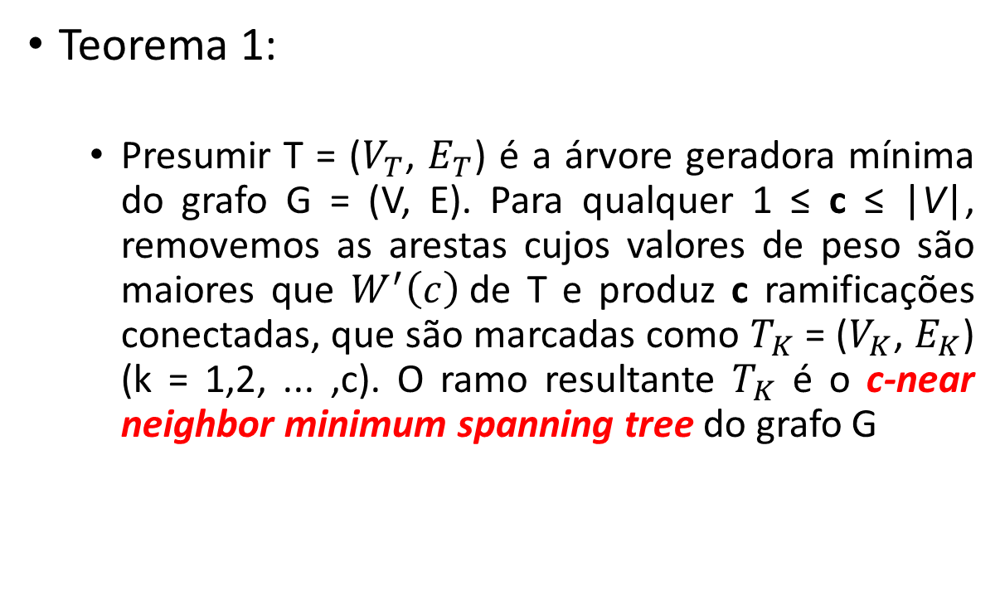 • Teorema 1:
• Presumir T = (𝑉_𝑇, 𝐸_𝑇) é a árvore geradora mínima
do grafo G = (V, E). Para qualquer 1 ≤ c ≤ |V|,
removemos as arestas cujos valores de peso são
maiores que 𝑊′(𝑐) de T e produz c ramificações
conectadas, que são marcadas como 𝑇_𝐾 = (𝑉_𝐾, 𝐸_𝐾)
(k = 1,2, ... ,c). O ramo resultante 𝑇_𝐾 é o c-near
neighbor minimum spanning tree do grafo G